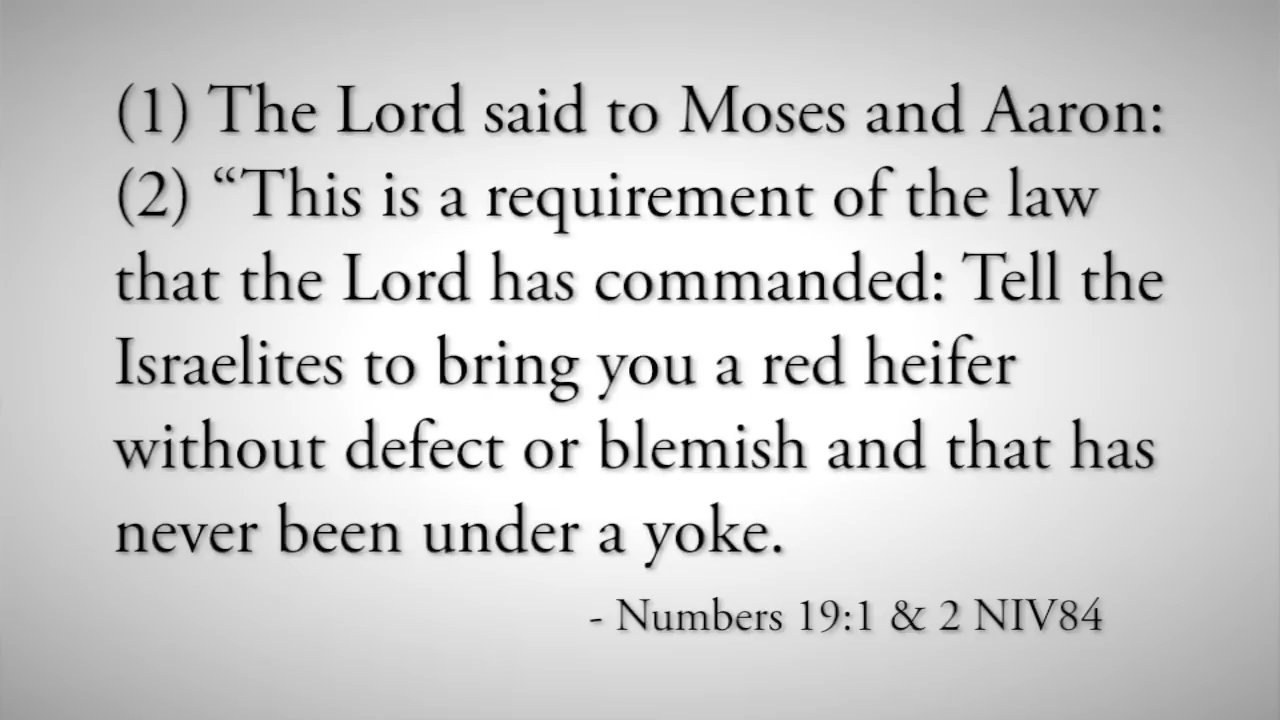 (1) The Lord said to Moses and Aaron:
(2) “This is a requirement of the law
that the Lord has commanded: Tell the
Israelites to bring you a red heifer
without defect or blemish and that has
never been under a yoke.
- Numbers 19:1 & 2 NIV84